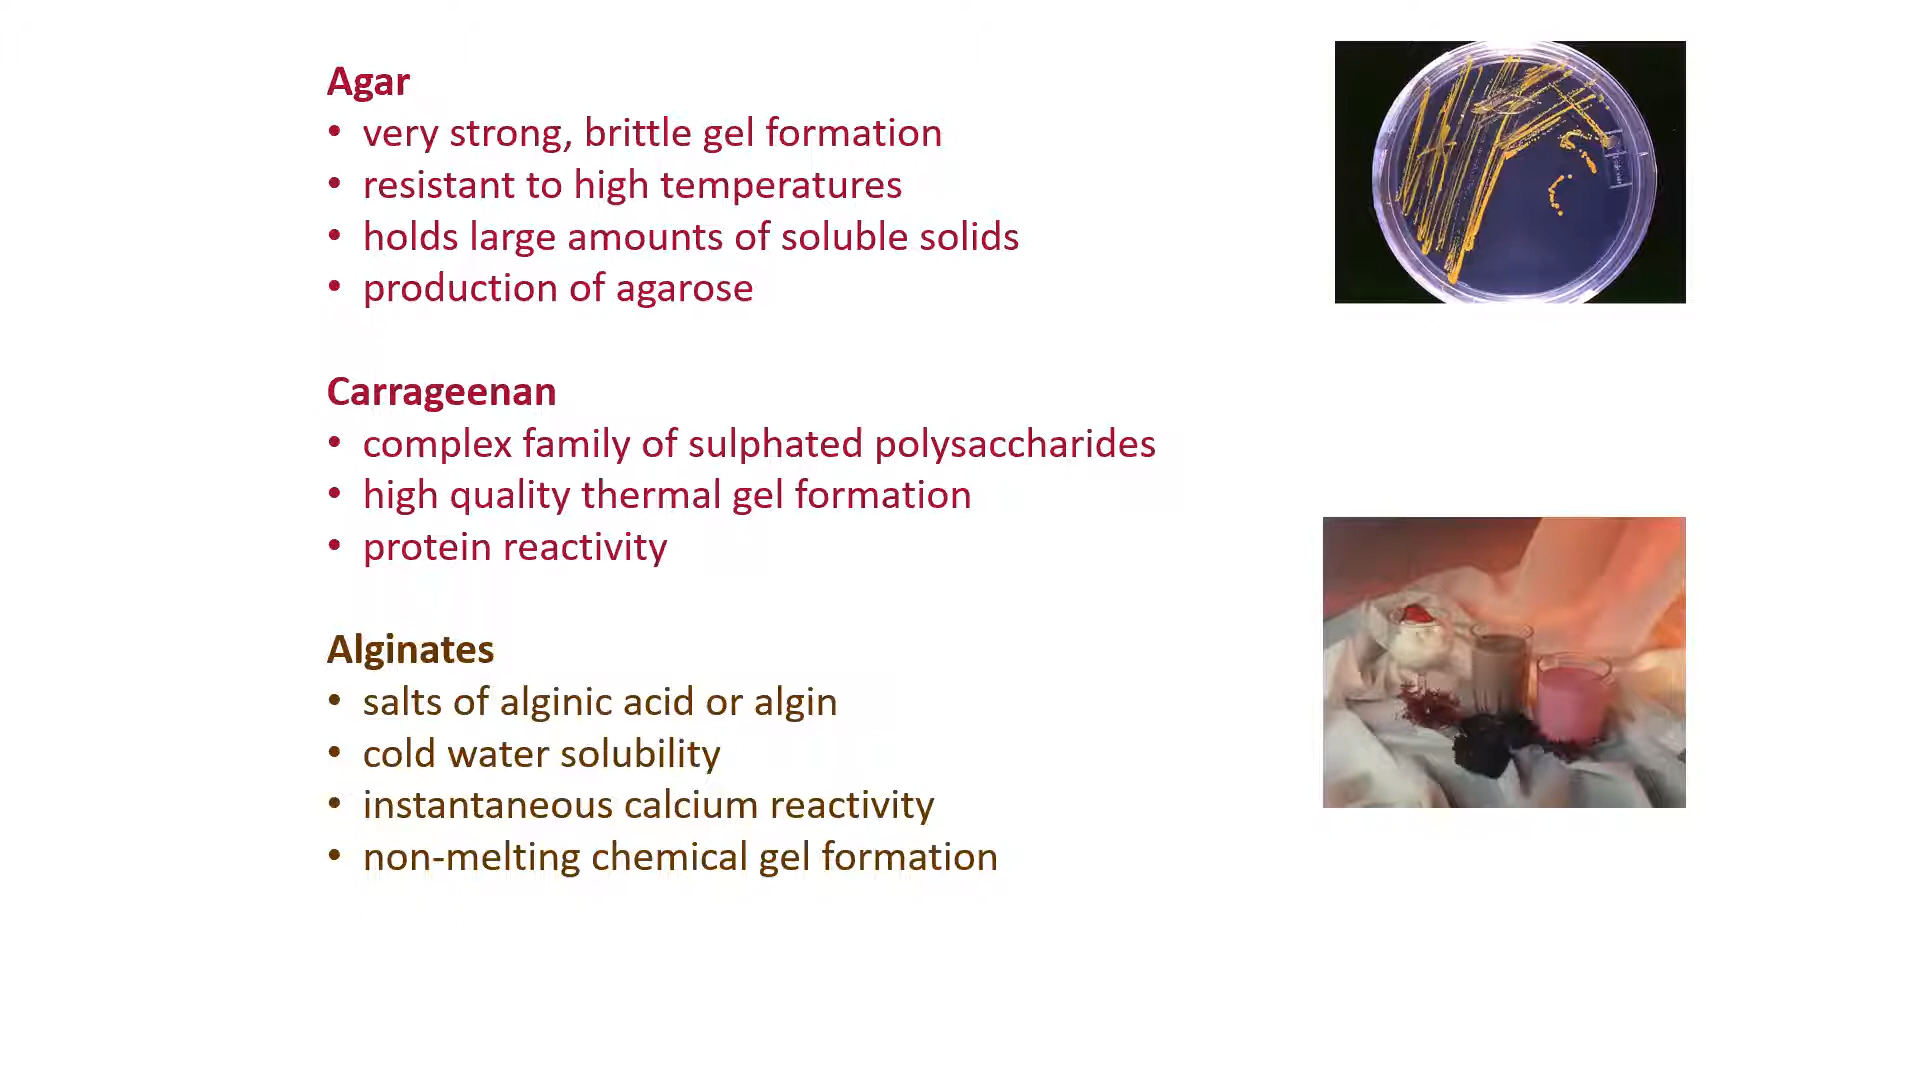 Agar
• very strong, brittle gel formation
• resistant to high temperatures
• holds large amounts of soluble solids
• production of agarose
Carrageenan
• complex family of sulphated polysaccharides
• high quality thermal gel formation
• protein reactivity
Alginates
• salts of alginic acid or algin
• cold water solubility
• instantaneous calcium reactivity
• non-melting chemical gel formation